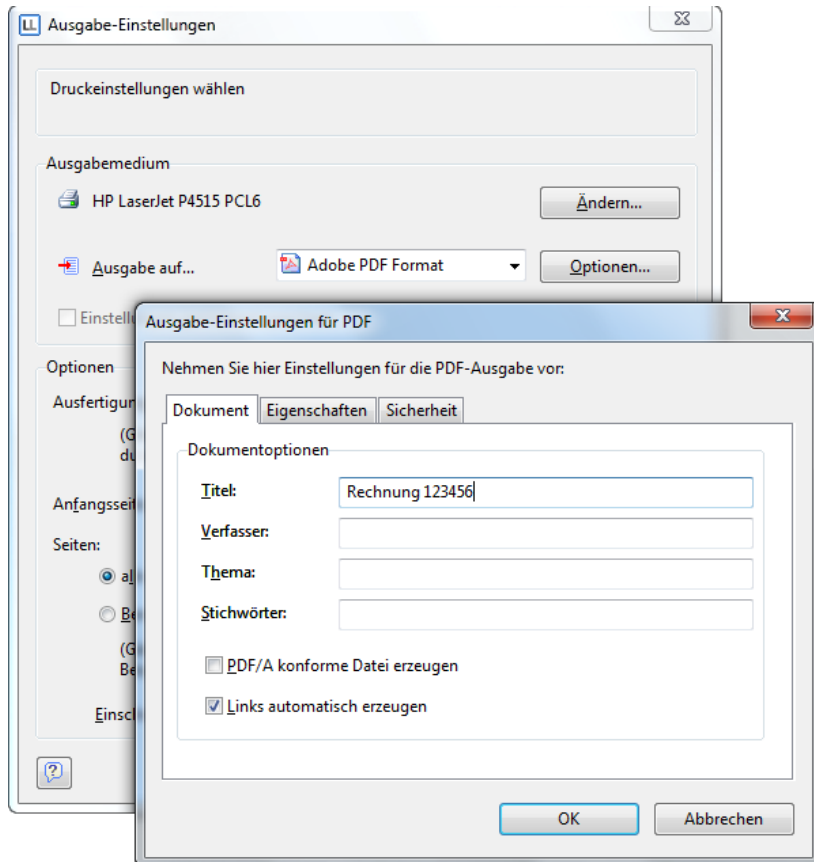 LL Ausgabe-Einstellungen
Druckeinstellungen wählen
Ausgabemedium
HP LaserJet P4515 PCL6
Ändern...
Ausgabe auf...
Adobe PDF Format
Optionen...
Optionen
Anfangsseit
Seiten:
Ausgabe-Einstellungen für PDF
Nehmen Sie hier Einstellungen für die PDF-Ausgabe vor:
Dokument Eigenschaften Sicherheit
Dokumentoptionen
Titel: Rechnung 123456
Verfasser:
Thema:
Stichwörter:
PDF/A konforme Datei erzeugen
Links automatisch erzeugen
OK Abbrechen